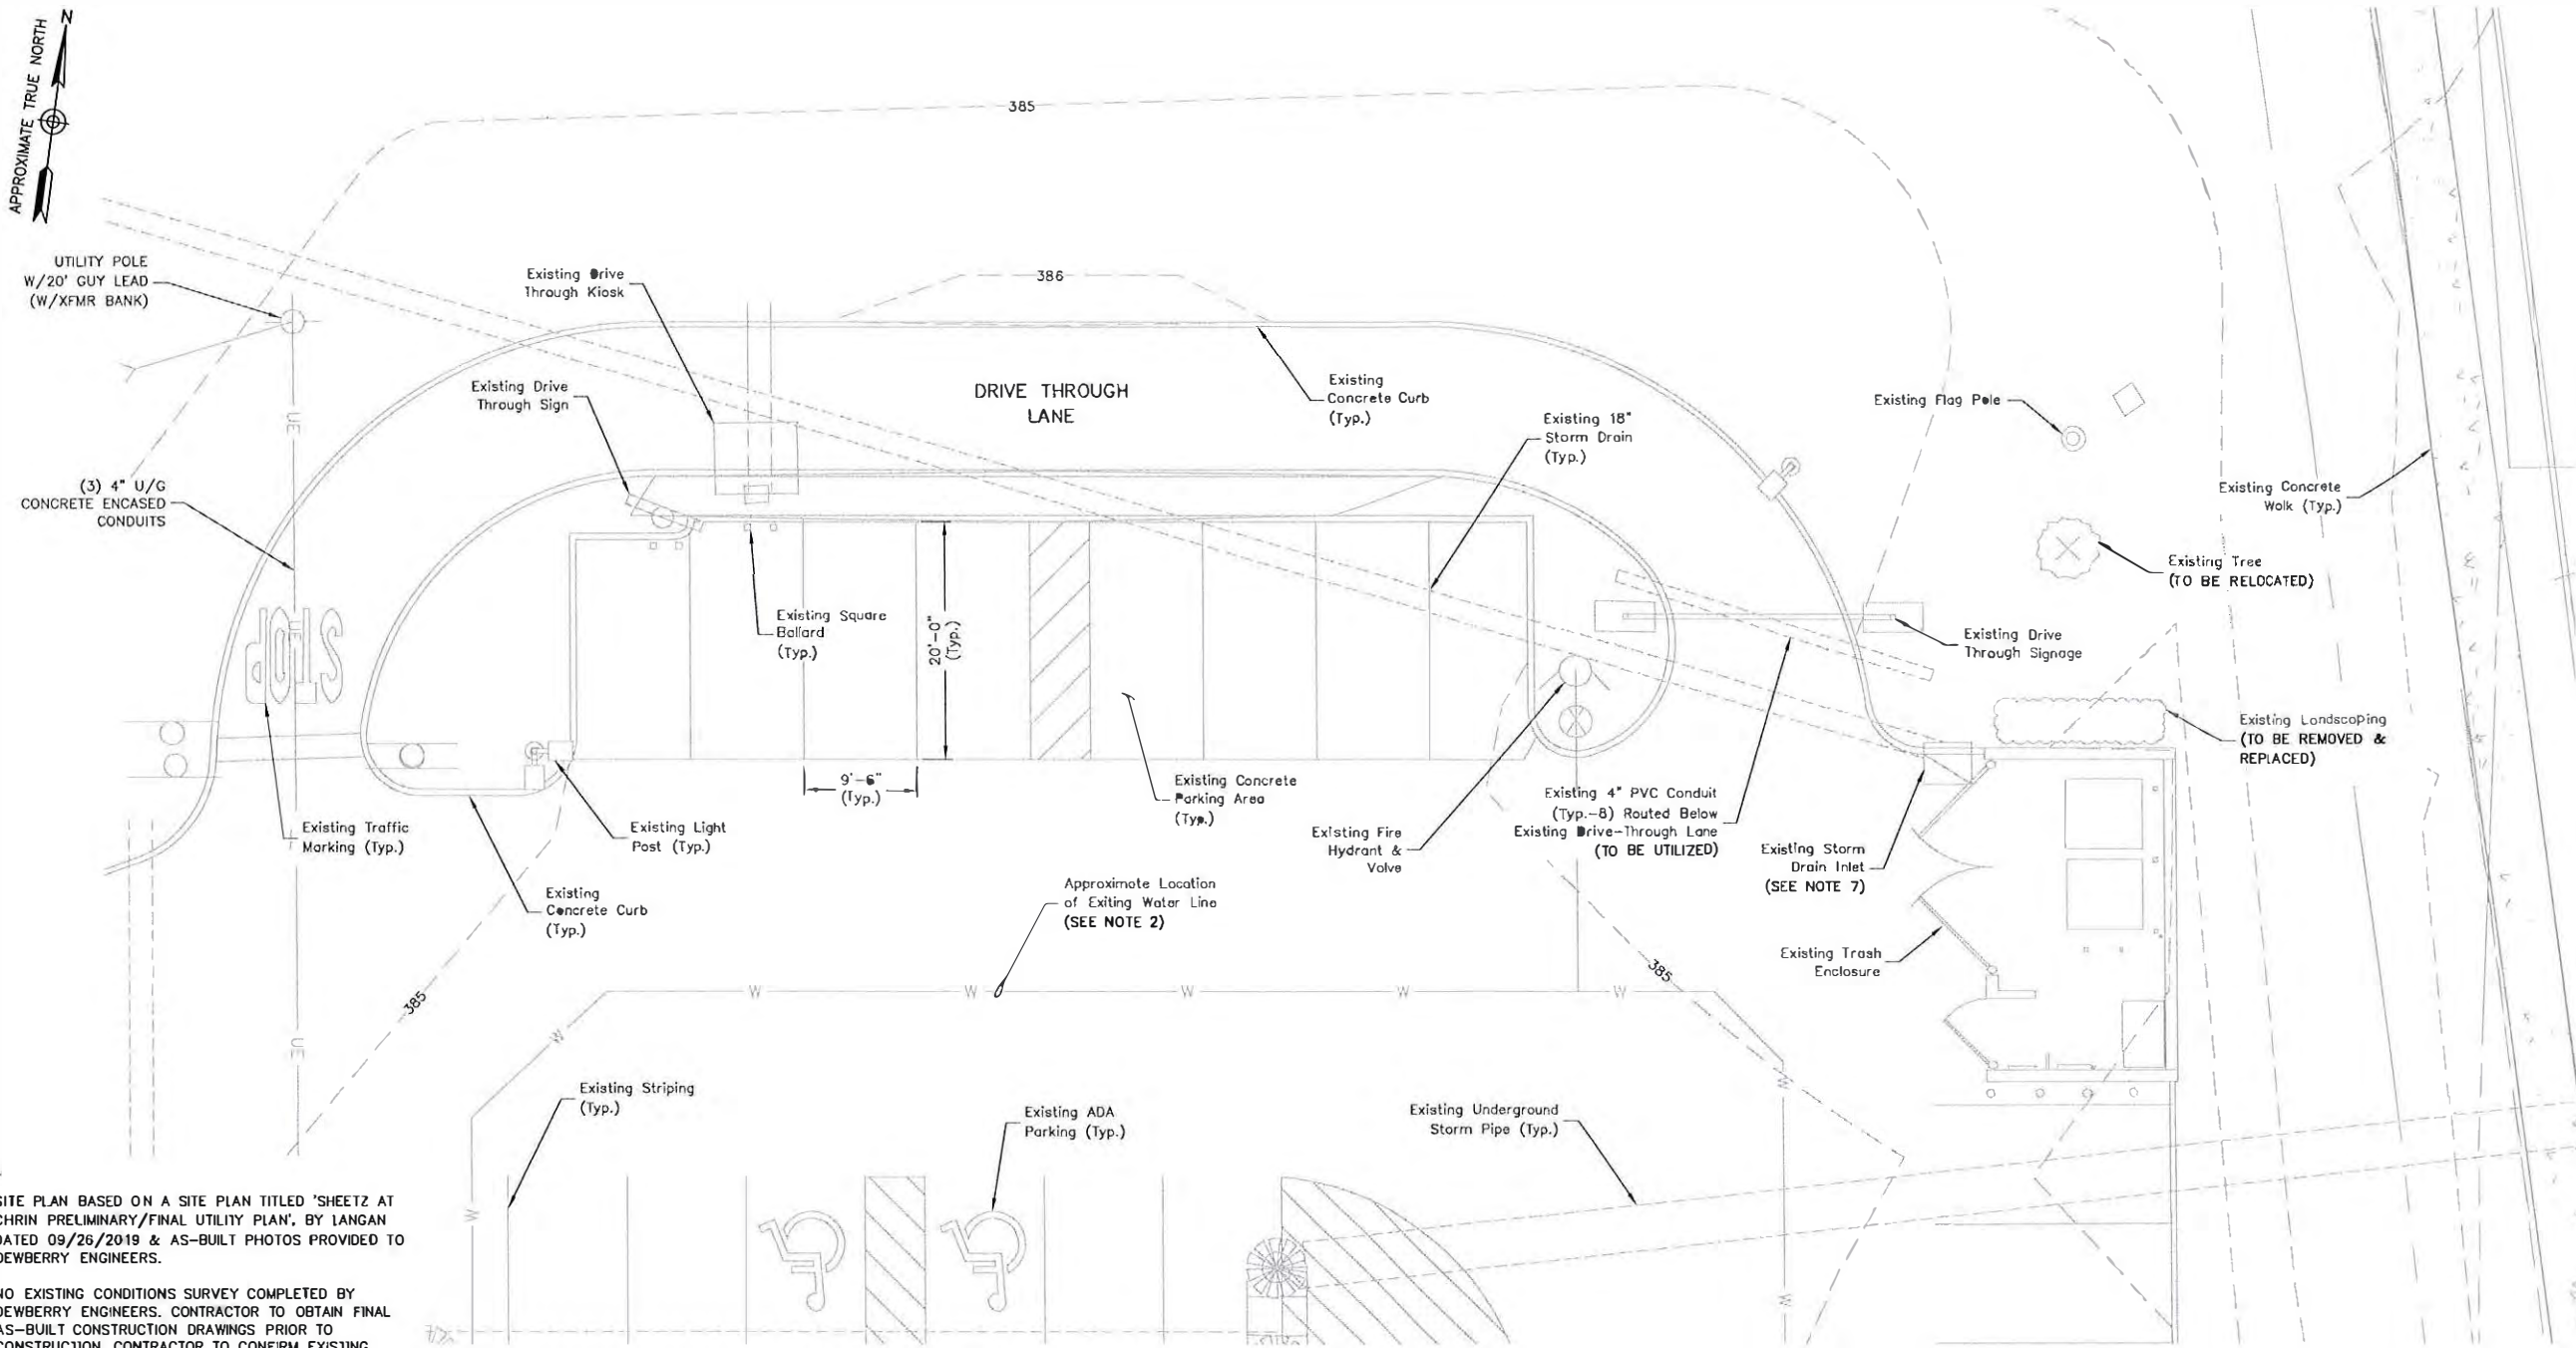 N
APPROXIMATE TRUE NORTH
385
UTILITY POLE
W/20' GUY LEAD
(W/XFMR BANK)
Existing Drive
Through Kiosk
386
Existing Drive
Through Sign
DRIVE THROUGH
LANE
Existing
Concrete Curb
(Typ.)
Existing 18"
Storm Drain
(Typ.)
Existing Flag Pole
(3) 4" U/G
CONCRETE ENCASED
CONDUITS
UE
Existing Concrete
Walk (Typ.)
Existing Tree
(TO BE RELOCATED)
STOP
UE
Existing Square
Bollard
(Typ.)
20'-0"
(Typ.)
Existing Drive
Through Signage
Existing Landscaping
(TO BE REMOVED &
REPLACED)
9'-6"
(Typ.)
Existing Concrete
Parking Area
(Typ.)
Existing 4" PVC Conduit
(Typ.-8) Routed Below
Existing Drive-Through Lane
(TO BE UTILIZED)
Existing Traffic
Marking (Typ.)
Existing Light
Post (Typ.)
Existing Fire
Hydrant &
Valve
Existing Storm
Drain Inlet
(SEE NOTE 7)
Existing
Concrete Curb
(Typ.)
Approximate Location
of Exiting Water Line
(SEE NOTE 2)
Existing Trash
Enclosure
385
385
W W W W W
W
UE
W
Existing Striping
(Typ.)
Existing ADA
Parking (Typ.)
Existing Underground
Storm Pipe (Typ.)
W
W
SITE PLAN BASED ON A SITE PLAN TITLED 'SHEETZ AT
CHRIN PRELIMINARY/FINAL UTILITY PLAN', BY LANGAN
DATED 09/26/2019 & AS-BUILT PHOTOS PROVIDED TO
DEWBERRY ENGINEERS.
NO EXISTING CONDITIONS SURVEY COMPLETED BY
DEWBERRY ENGINEERS. CONTRACTOR TO OBTAIN FINAL
AS-BUILT CONSTRUCTION DRAWINGS PRIOR TO
CONSTRUCTION. CONTRACTOR TO CONFIRM EXISTING